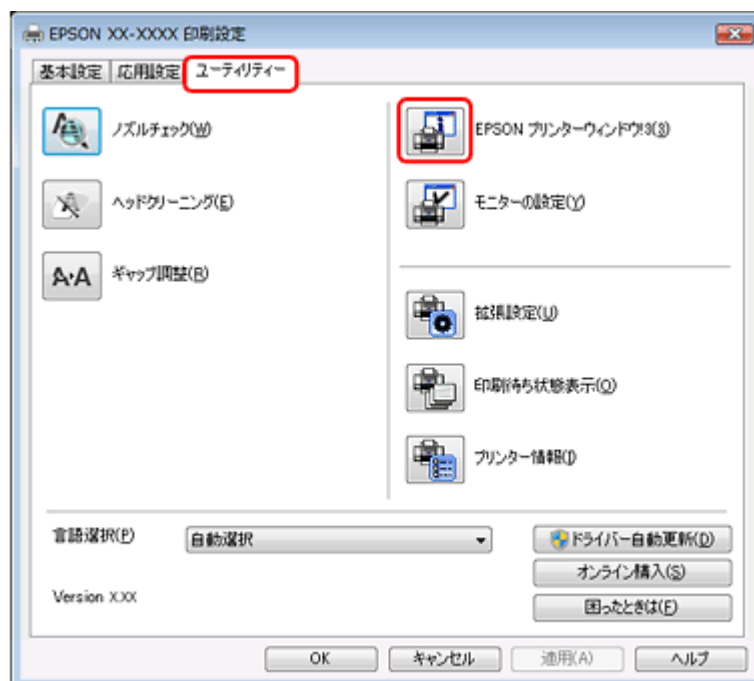 EPSON XX-XXXX 印刷設定
基本設定 応用設定 ユーティリティー
ノズルチェック(W)
ヘッドクリーニング(E)
ギャップ調整(R)
EPSON プリンターウィンドウ!3(S)
モニターの設定(Y)
拡張設定(U)
印刷待ち状態表示(O)
プリンター情報(I)
言語選択(P) 自動選択
Version X.XX
ドライバー自動更新(D)
オンライン購入(S)
困ったときは(F)
OK キャンセル 適用(A) ヘルプ